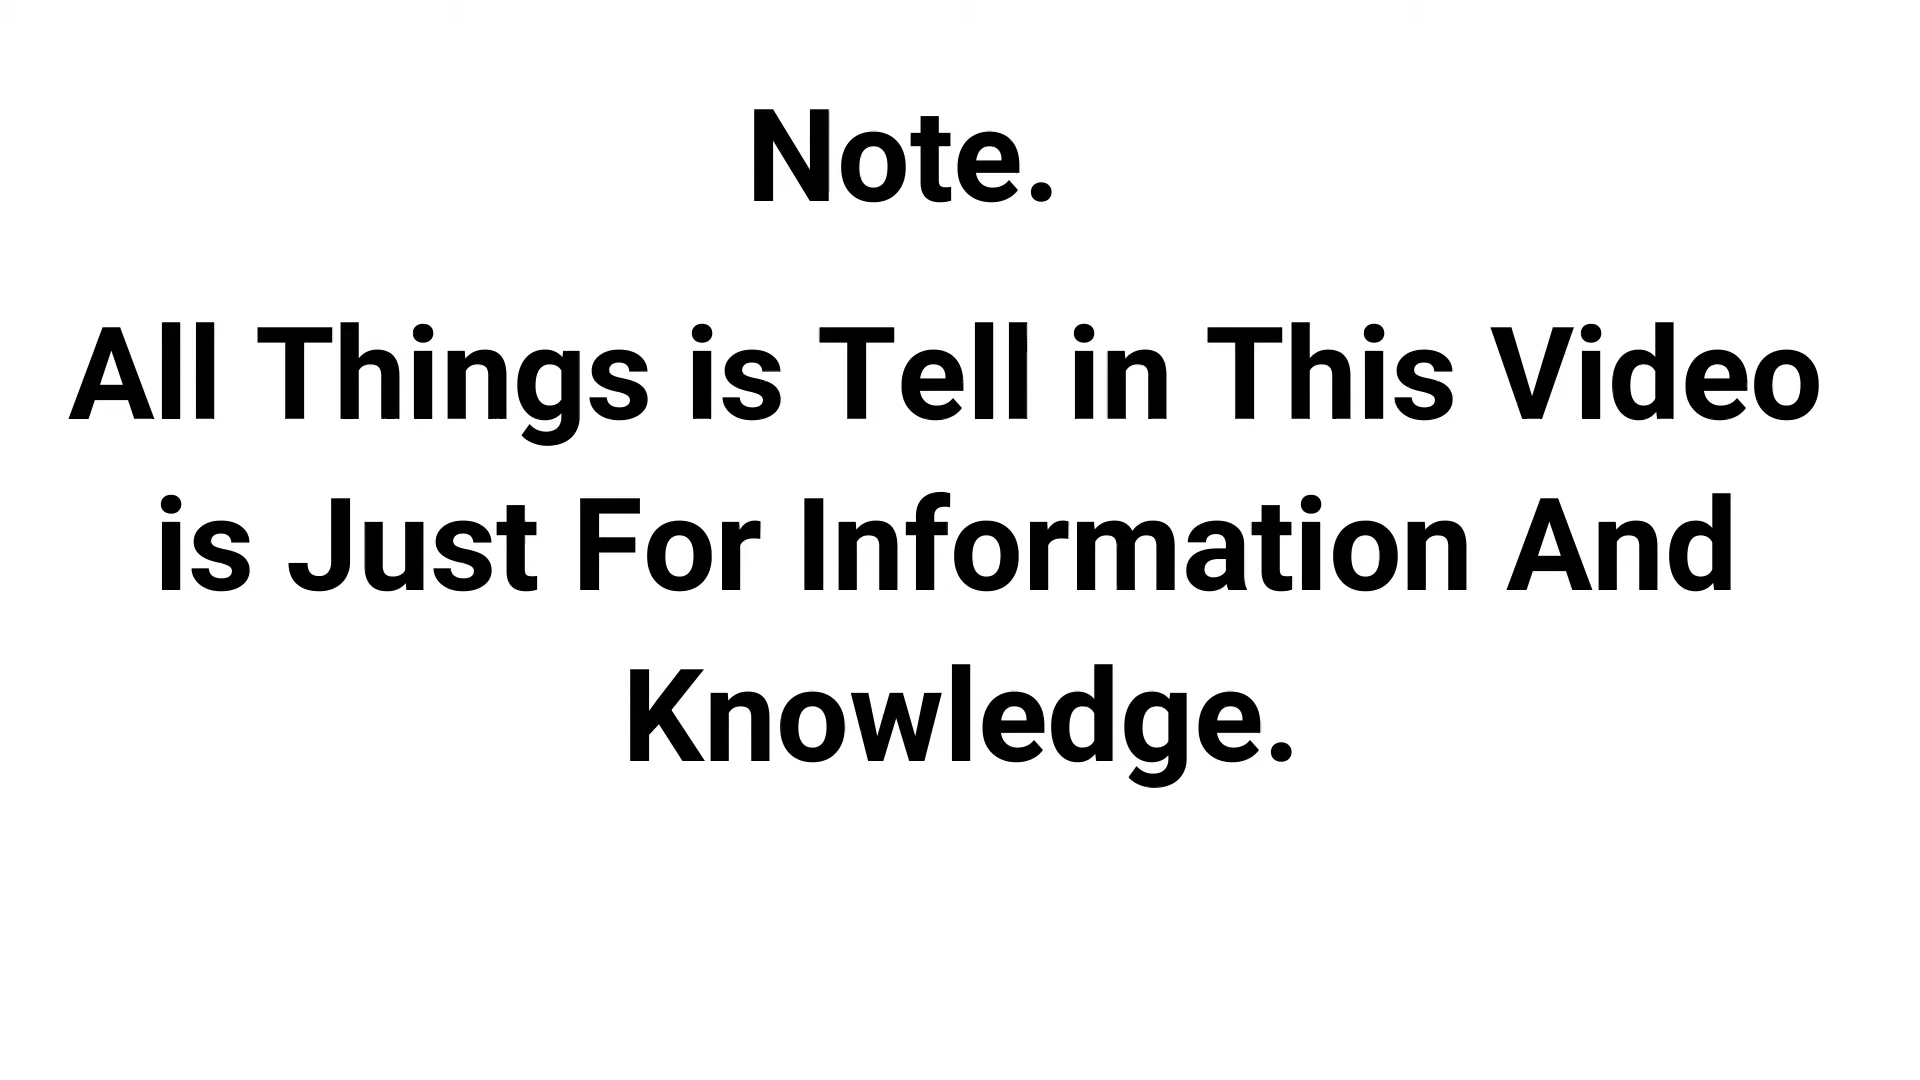 Note.
All Things is Tell in This Video
is Just For Information And
Knowledge.